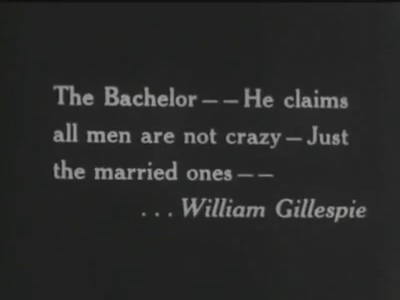 The Bachelor -- He claims
all men are not crazy - Just
the married ones --
... William Gillespie